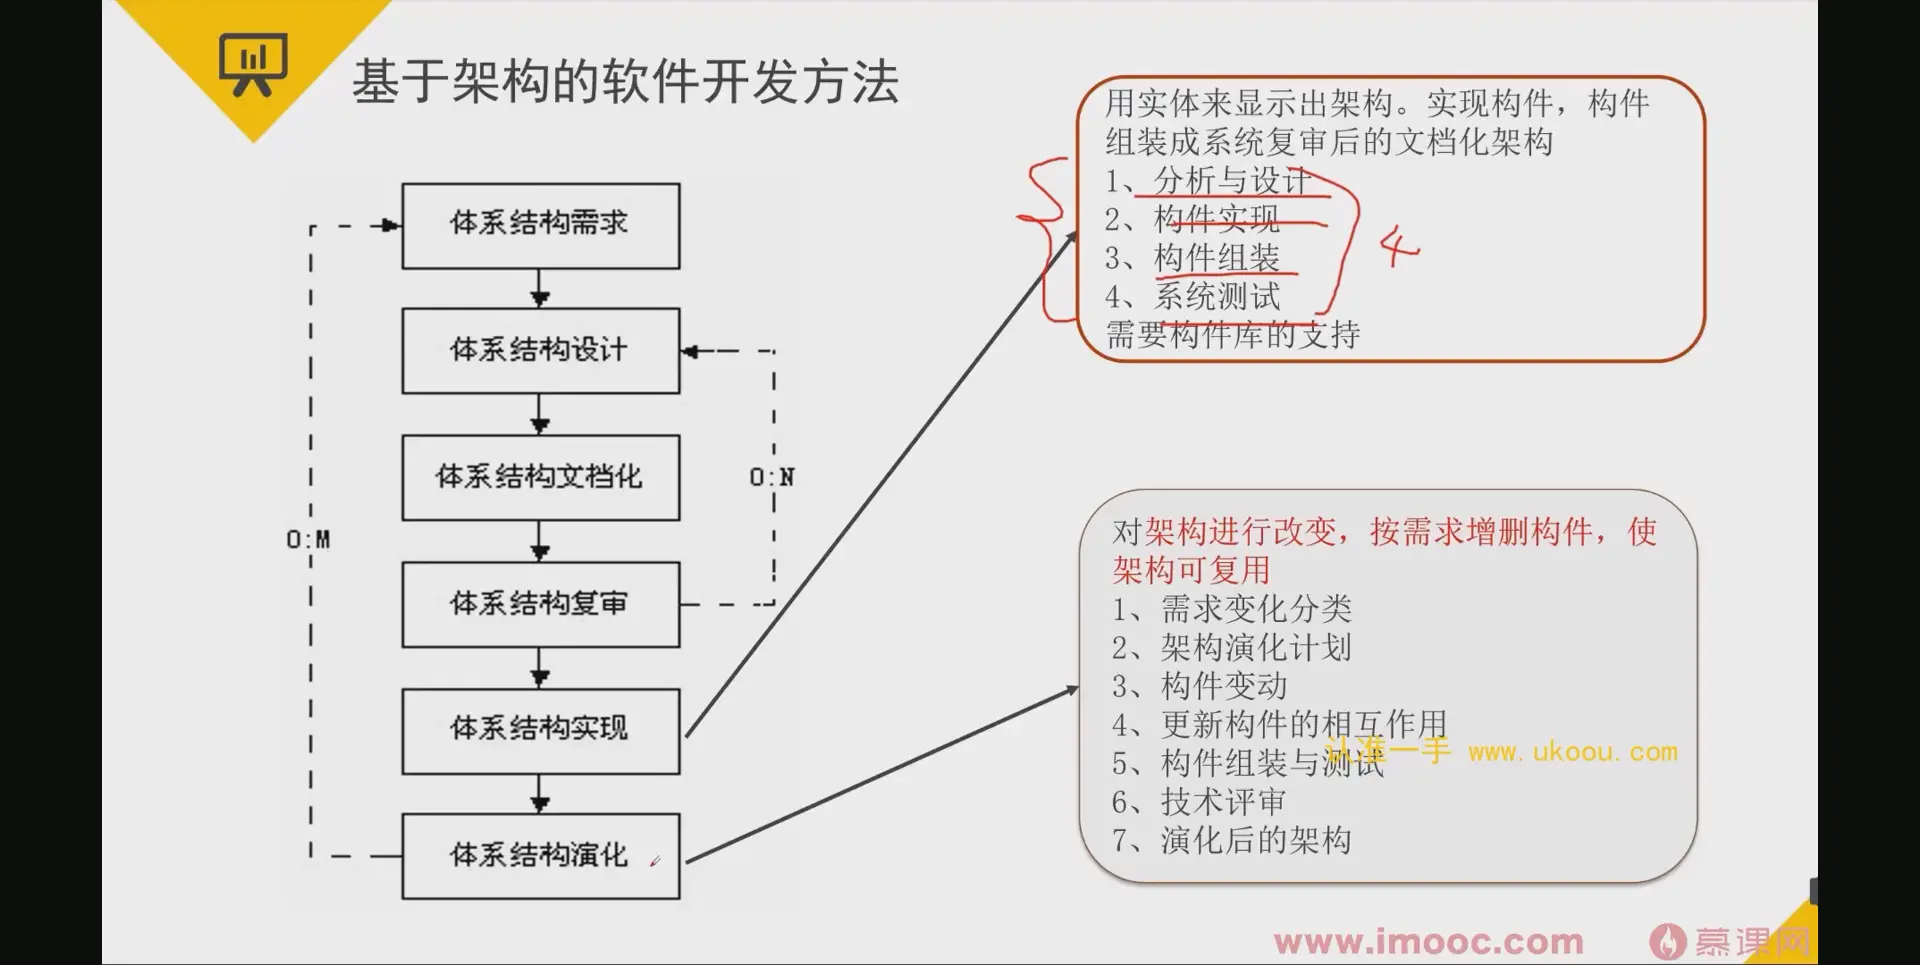 基于架构的软件开发方法
体系结构需求
体系结构设计
体系结构文档化
O:N
O:M
体系结构复审
体系结构实现
体系结构演化
用实体来显示出架构。实现构件，构件
组装成系统复审后的文档化架构
1、分析与设计
2、构件实现
3、构件组装
4、系统测试
需要构件库的支持
4
对架构进行改变，按需求增删构件，使
架构可复用
1、需求变化分类
2、架构演化计划
3、构件变动
4、更新构件的相互作用
5、构件组装与测试
6、技术评审
7、演化后的架构
认准一手 www.ukoou.com
www.imooc.com 慕课网